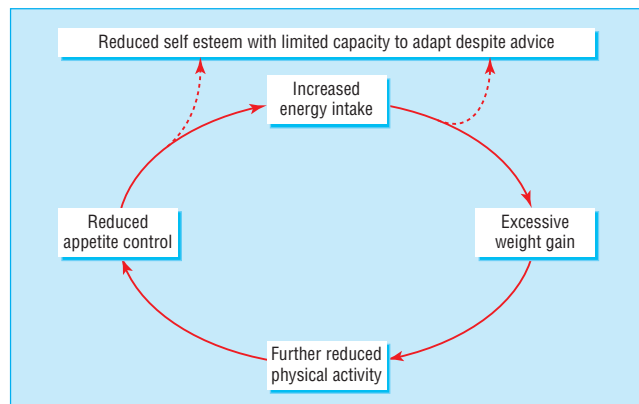 Reduced self esteem with limited capacity to adapt despite advice
Increased
energy intake
Reduced
appetite control
Excessive
weight gain
Further reduced
physical activity